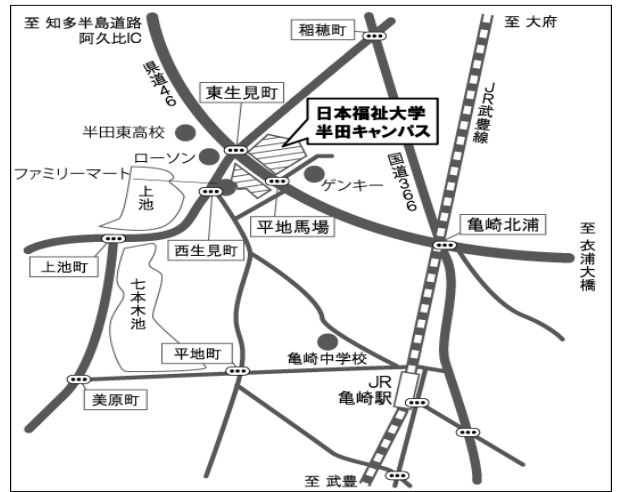 至 知多半島道路
阿久比IC
県道46
稲穂町
至 大府
JR武豊線
東生見町
日本福祉大学
半田キャンパス
半田東高校
ローソン
ファミリーマート
上池
ゲンキー
国道366
平地馬場
亀崎北浦
西生見町
上池町
至 衣浦大橋
七本木池
平地町
亀崎中学校
JR
亀崎駅
美原町
至 武豊